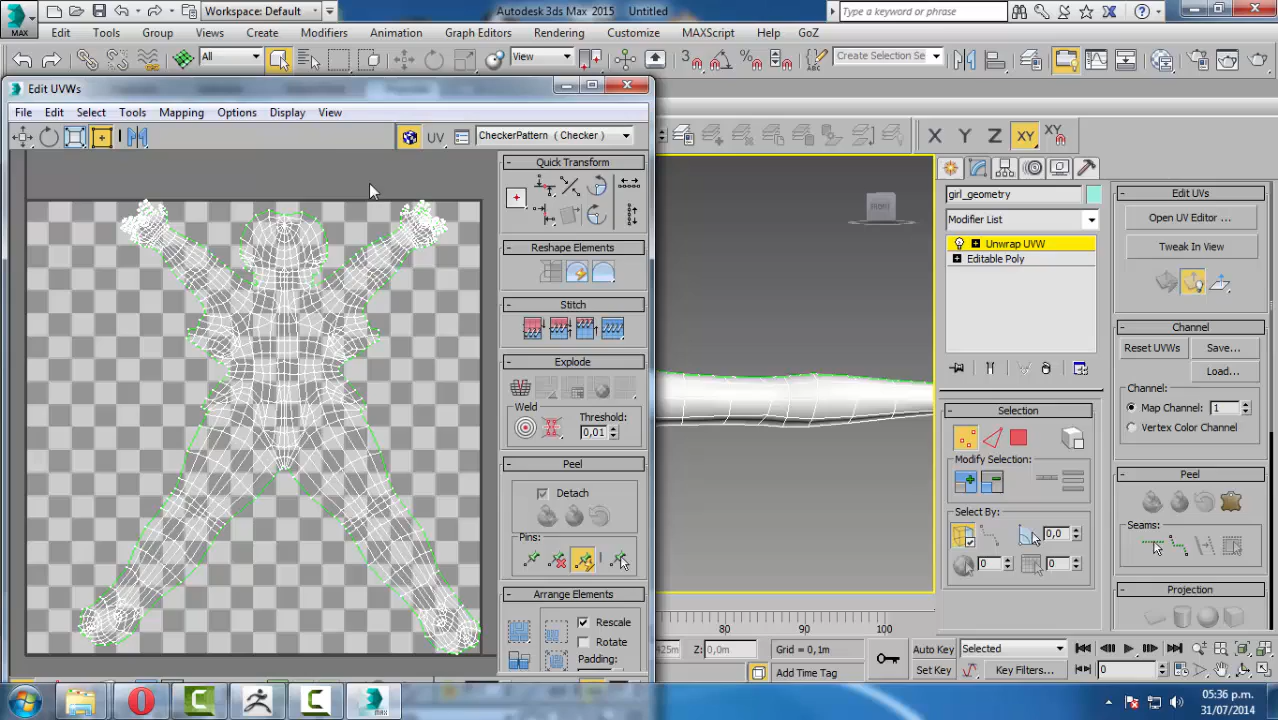 Workspace: Default
Autodesk 3ds Max 2015 Untitled
Type a keyword or phrase
MAX
Edit Tools Group Views Create Modifiers Animation Graph Editors Rendering Customize MAXScript Help GoZ
All
View
3
Create Selection Se
Edit UVWs
File Edit Select Tools Mapping Options Display View
UV
CheckerPattern ( Checker )
X Y Z XY XY
Quick Transform
Reshape Elements
Stitch
Explode
Weld
Threshold:
0,01
Peel
Detach
Pins:
Arrange Elements
Rescale
Rotate
Padding:
FRONT
girl_geometry
Modifier List
Unwrap UVW
Editable Poly
Selection
Modify Selection:
Select By:
0,0
0
0
Edit UVs
Open UV Editor ...
Tweak In View
Channel
Reset UVWs
Save...
Load...
Channel:
Map Channel: 1
Vertex Color Channel
Peel
Seams:
Projection
80 90 100
425m Z: 0,0m Grid = 0,1m
Add Time Tag
Auto Key
Selected
Set Key
Key Filters...
0
MAX
05:36 p.m.
31/07/2014